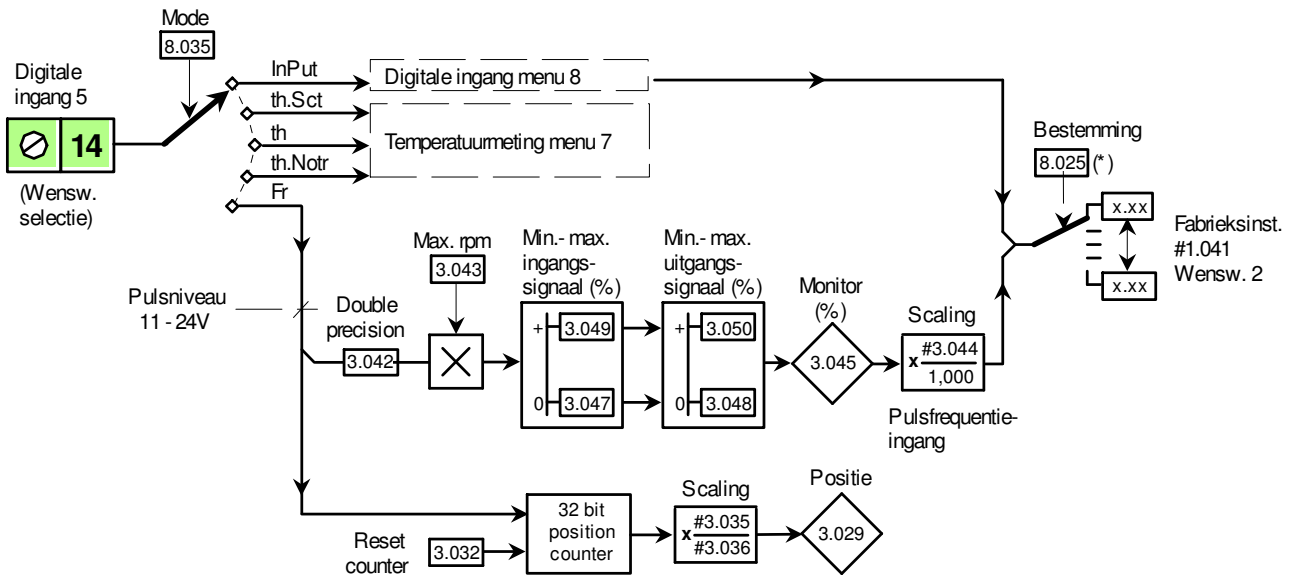 Mode
8.035
Digitale
ingang 5
14
(Wensw.
selectie)
InPut
th.Sct
th
th.Notr
Fr
Digitale ingang menu 8
Temperatuurmeting menu 7
Bestemming
8.025 (*)
x.xx
x.xx
Fabrieksinst.
#1.041
Wensw. 2
Pulsniveau
11 - 24V
Double
precision
3.042
Max. rpm
3.043
Min.- max.
ingangs-
signaal (%)
+ 3.049
0 3.047
Min.- max.
uitgangs-
signaal (%)
+ 3.050
0 3.048
Monitor
(%)
3.045
Scaling
x #3.044
1,000
Pulsfrequentie-
ingang
Reset
counter
3.032
32 bit
position
counter
Scaling
x #3.035
#3.036
Positie
3.029